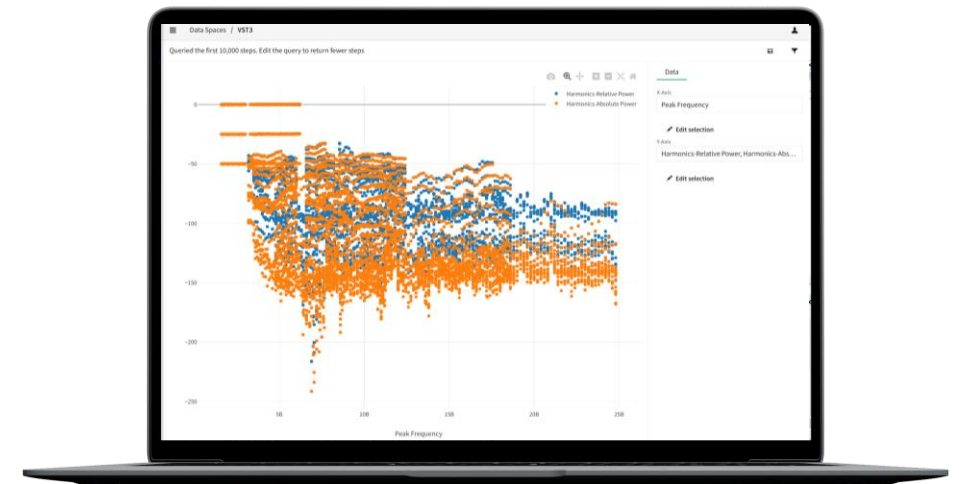 Data Spaces / VST3
Queried the first 10,000 steps. Edit the query to return fewer steps
Data
Harmonics-Relative Power
Harmonics-Absolute Power
X-Axis
Peak Frequency
Edit selection
Y-Axis
Harmonics-Relative Power, Harmonics-Abs...
Edit selection
0
−50
−100
−150
−200
−250
5B
10B
15B
20B
25B
Peak Frequency